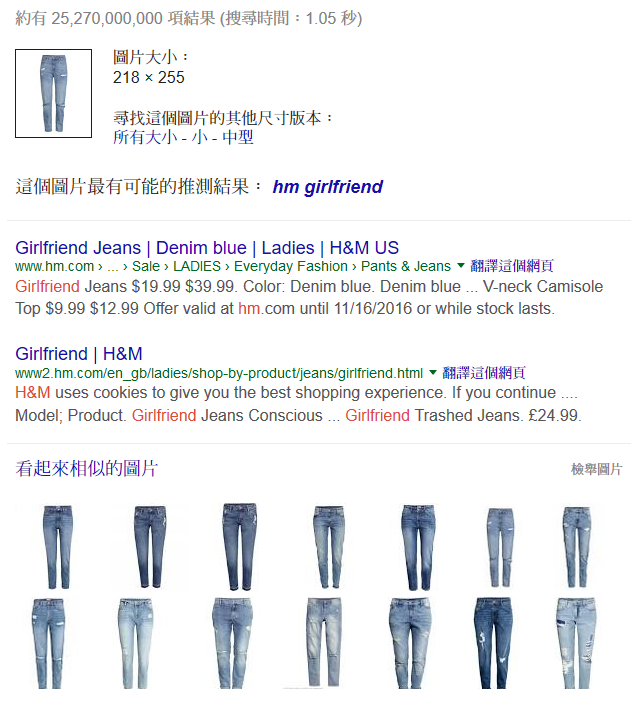 約有 25,270,000,000 項結果 (搜尋時間：1.05 秒)
圖片大小：
218 × 255
尋找這個圖片的其他尺寸版本：
所有大小 - 小 - 中型
這個圖片最有可能的推測結果： hm girlfriend
Girlfriend Jeans | Denim blue | Ladies | H&M US
www.hm.com › ... › Sale › LADIES › Everyday Fashion › Pants & Jeans 翻譯這個網頁
Girlfriend Jeans $19.99 $39.99. Color: Denim blue. Denim blue ... V-neck Camisole
Top $9.99 $12.99 Offer valid at hm.com until 11/16/2016 or while stock lasts.
Girlfriend | H&M
www2.hm.com/en_gb/ladies/shop-by-product/jeans/girlfriend.html 翻譯這個網頁
H&M uses cookies to give you the best shopping experience. If you continue ....
Model; Product. Girlfriend Jeans Conscious ... Girlfriend Trashed Jeans. £24.99.
看起來相似的圖片
檢舉圖片